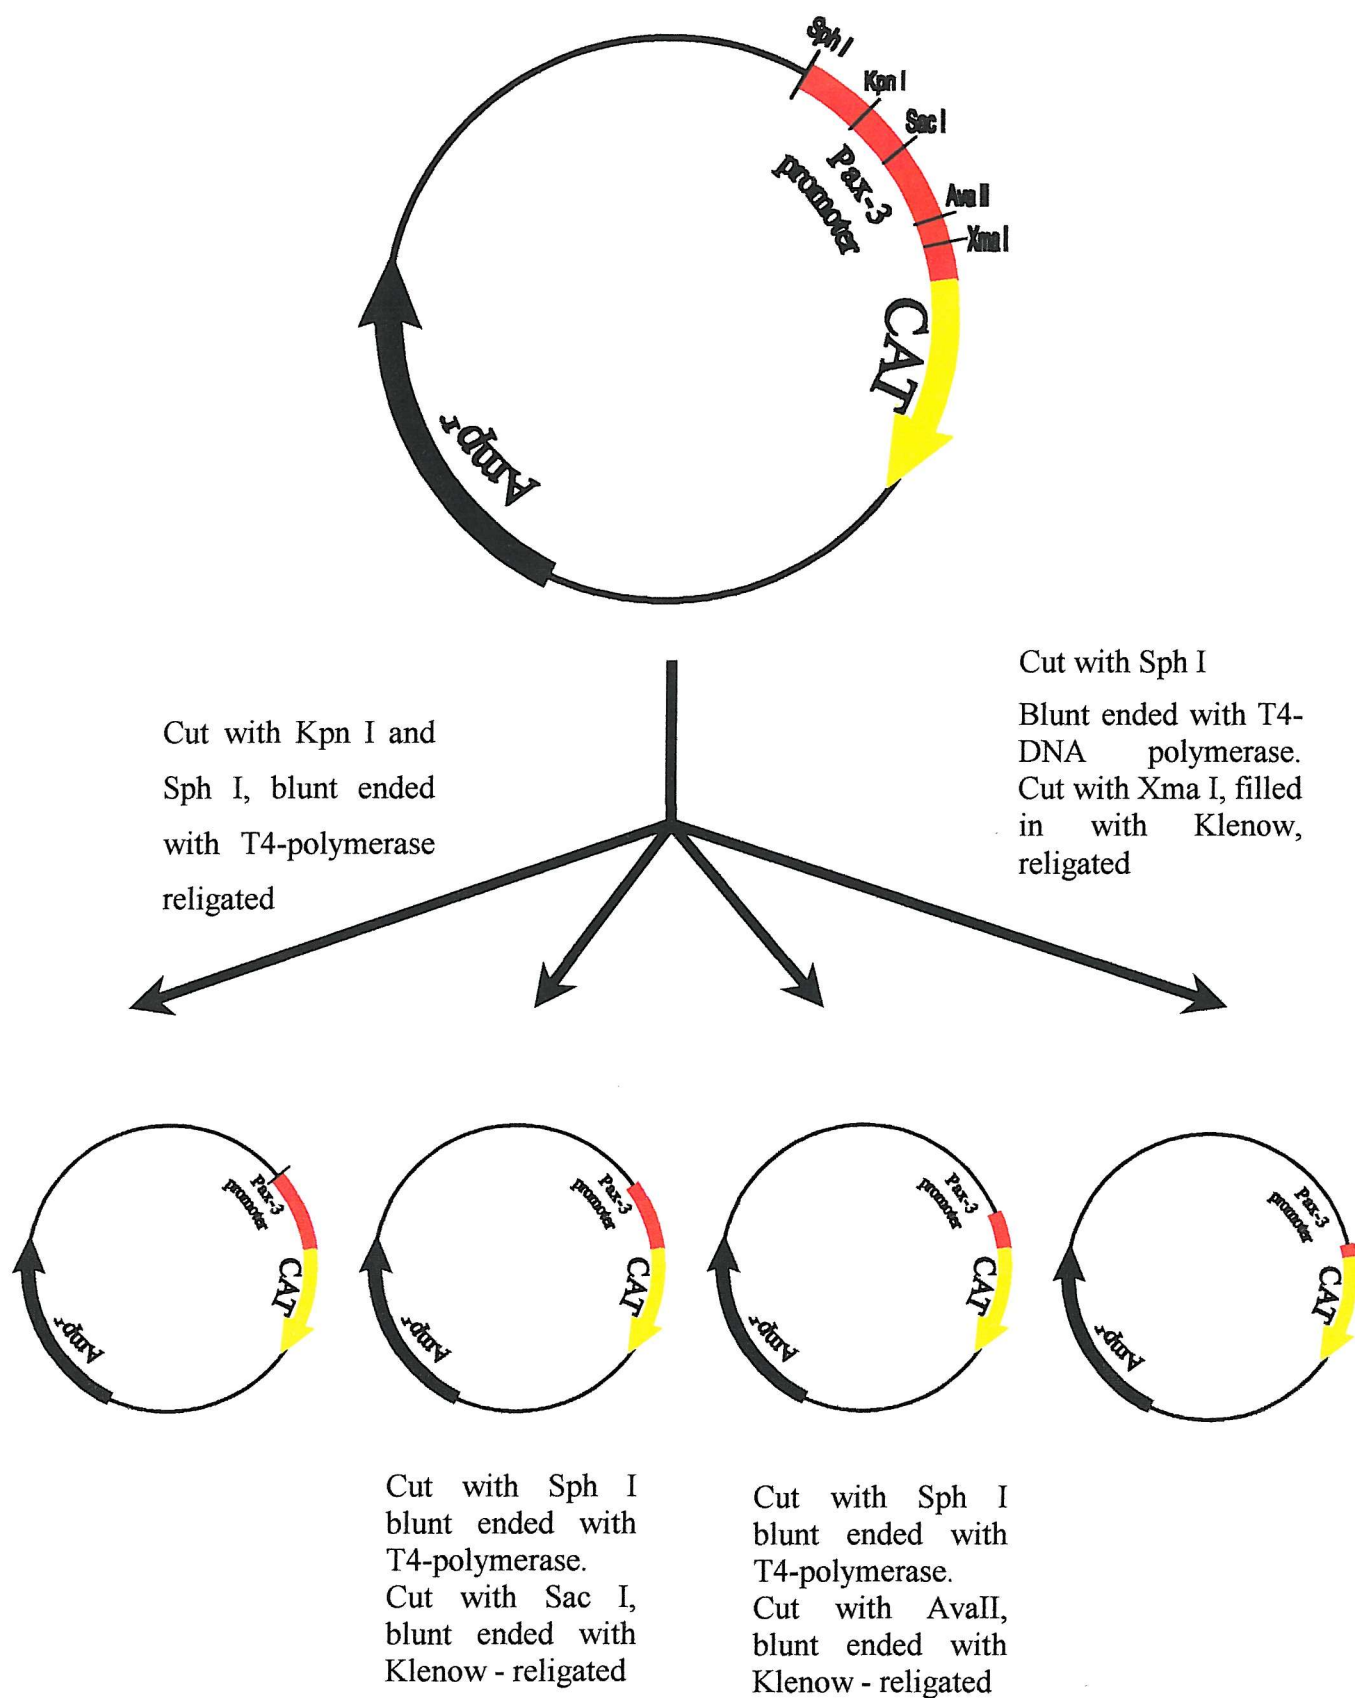 Sph I
Kpn I
Sac I
Ava II
Xma I
Pax-3
promoter
CAT
Ampr
Cut with Kpn I and
Sph I, blunt ended
with T4-polymerase
religated
Cut with Sph I
Blunt ended with T4-
DNA polymerase.
Cut with Xma I, filled
in with Klenow,
religated
Pax-3
promoter
CAT
Ampr
Pax-3
promoter
CAT
Ampr
Pax-3
promoter
CAT
Ampr
Pax-3
promoter
CAT
Ampr
Cut with Sph I
blunt ended with
T4-polymerase.
Cut with Sac I,
blunt ended with
Klenow - religated
Cut with Sph I
blunt ended with
T4-polymerase.
Cut with AvaII,
blunt ended with
Klenow - religated